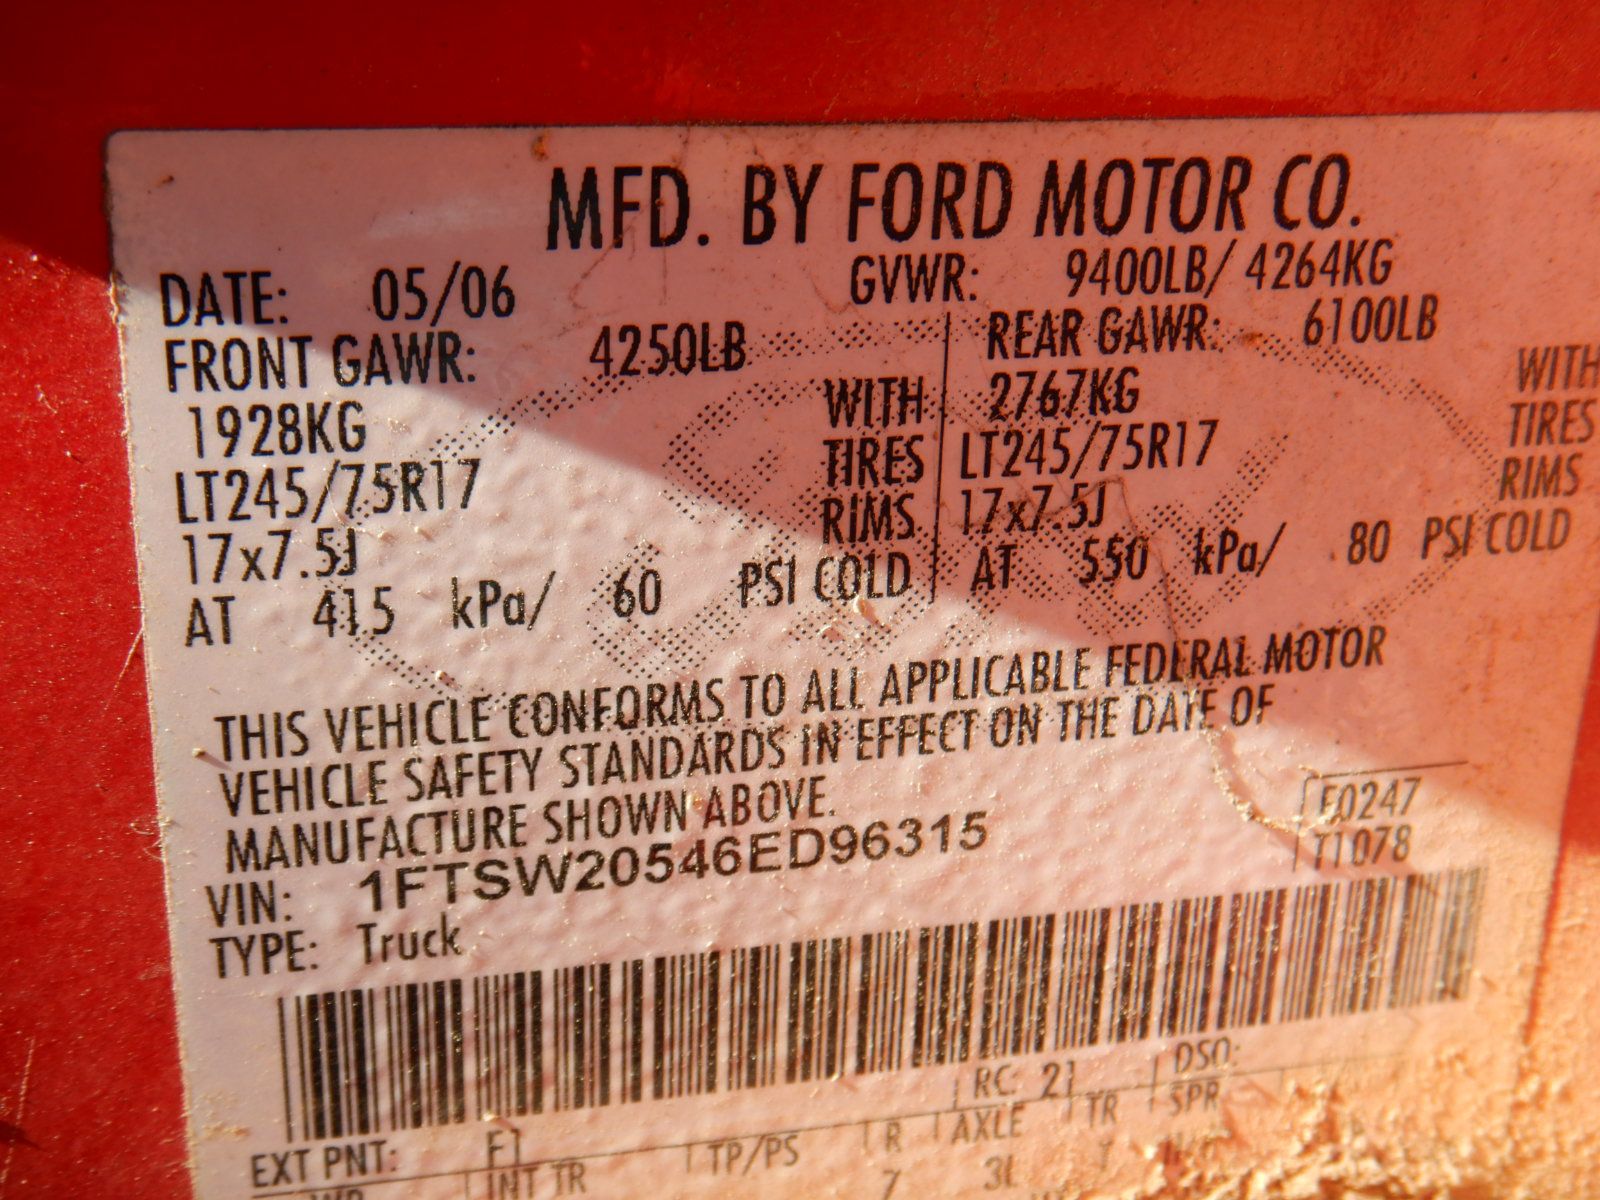 MFD. BY FORD MOTOR CO.
DATE: 05/06 GVWR: 9400LB/ 4264KG
FRONT GAWR: 4250LB REAR GAWR: 6100LB
1928KG WITH 2767KG WITH
LT245/75R17 TIRES LT245/75R17 TIRES
17x7.5J RIMS 17x7.5J RIMS
AT 415 kPa/ 60 PSI COLD AT 550 kPa/ 80 PSI COLD
THIS VEHICLE CONFORMS TO ALL APPLICABLE FEDERAL MOTOR
VEHICLE SAFETY STANDARDS IN EFFECT ON THE DATE OF
MANUFACTURE SHOWN ABOVE.
F0247
T1078
VIN: 1FTSW20546ED96315
TYPE: Truck
EXT PNT: F1 RC: 21 DSO:
WB INT TR TP/PS R AXLE TR SPR
7 3L